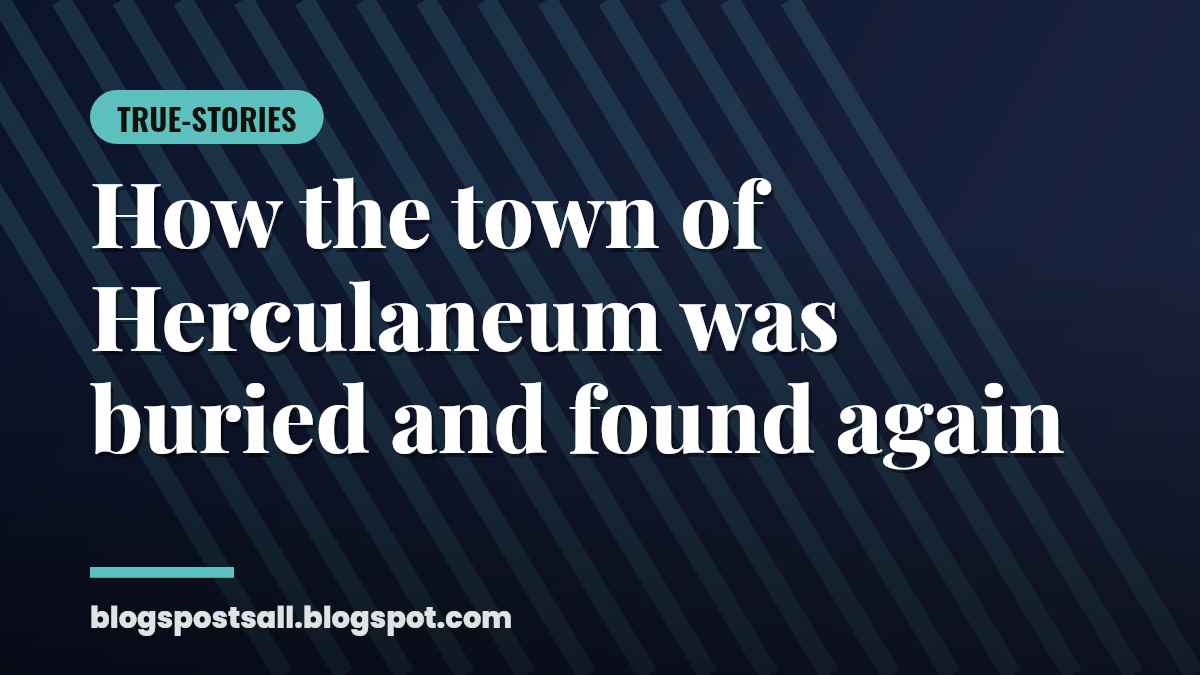 TRUE-STORIES
How the town of
Herculaneum was
buried and found again
blogspostsall.blogspot.com